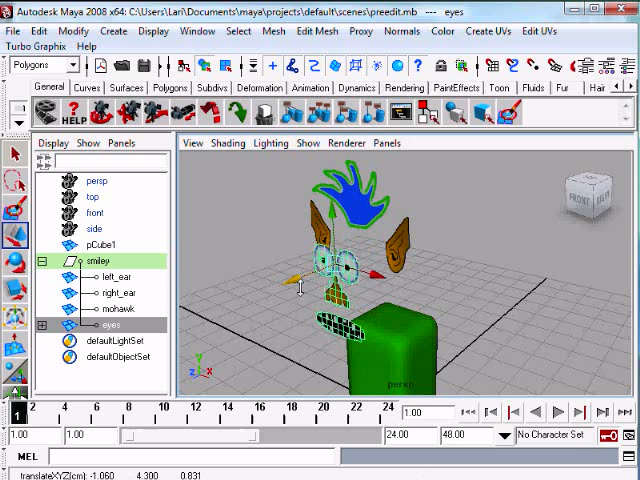 Autodesk Maya 2008 x64: C:\Users\Lari\Documents\maya\projects\default\scenes\preedit.mb --- eyes
File Edit Modify Create Display Window Select Mesh Edit Mesh Proxy Normals Color Create UVs Edit UVs
Turbo Graphix Help
Polygons
General Curves Surfaces Polygons Subdivs Deformation Animation Dynamics Rendering PaintEffects Toon Fluids Fur Hair
HELP
Display Show Panels
View Shading Lighting Show Renderer Panels
persp
top
front
side
pCube1
smiley
left_ear
right_ear
mohawk
eyes
defaultLightSet
defaultObjectSet
FRONT
y
z x
persp
1 2 4 6 8 10 12 14 16 18 20 22 24 1.00
1.00 1.00 24.00 48.00 No Character Set
MEL
translateXYZ(cm): -1.060 4.300 0.831